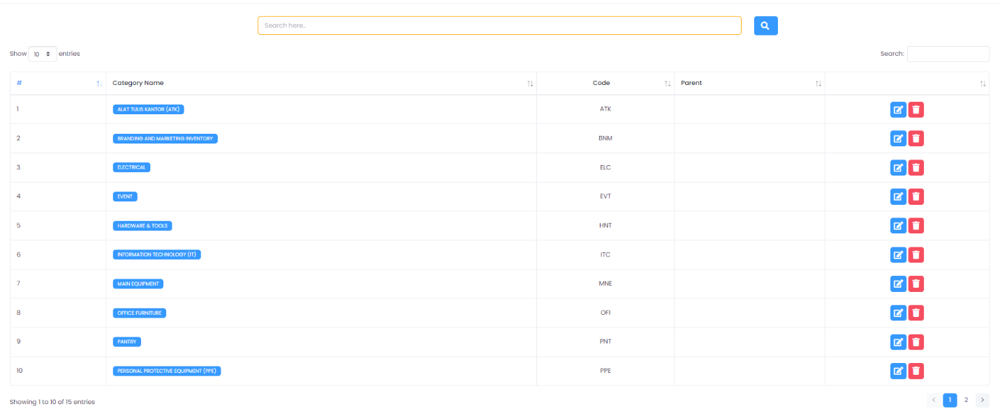 Search here..
Show 10 entries Search:
# Category Name Code Parent
1 ALAT TULIS KANTOR (ATK) ATK
2 BRANDING AND MARKETING INVENTORY BNM
3 ELECTRICAL ELC
4 EVENT EVT
5 HARDWARE & TOOLS HNT
6 INFORMATION TECHNOLOGY (IT) ITC
7 MAIN EQUIPMENT MNE
8 OFFICE FURNITURE OFI
9 PANTRY PNT
10 PERSONAL PROTECTIVE EQUIPMENT (PPE) PPE
Showing 1 to 10 of 15 entries 1 2